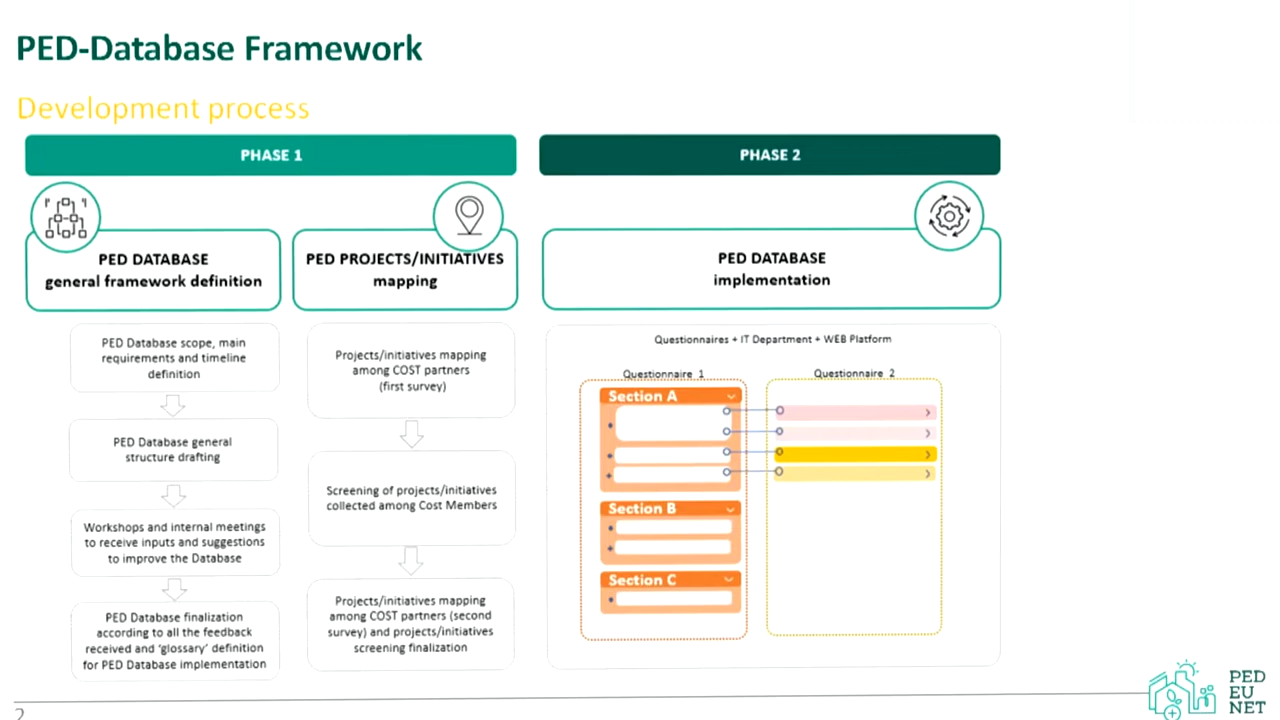 PED-Database Framework
Development process
PHASE 1
PED DATABASE
general framework definition
PED Database scope, main
requirements and timeline
definition
PED Database general
structure drafting
Workshops and internal meetings
to receive inputs and suggestions
to improve the Database
PED Database finalization
according to all the feedback
received and 'glossary' definition
for PED Database implementation
PED PROJECTS/INITIATIVES
mapping
Projects/initiatives mapping
among COST partners
(first survey)
Screening of projects/initiatives
collected among Cost Members
Projects/initiatives mapping
among COST partners (second
survey) and projects/initiatives
screening finalization
PHASE 2
PED DATABASE
implementation
Questionnaires + IT Department + WEB Platform
Questionnaire 1
Section A
Section B
Section C
Questionnaire 2
2
PED
EU
NET